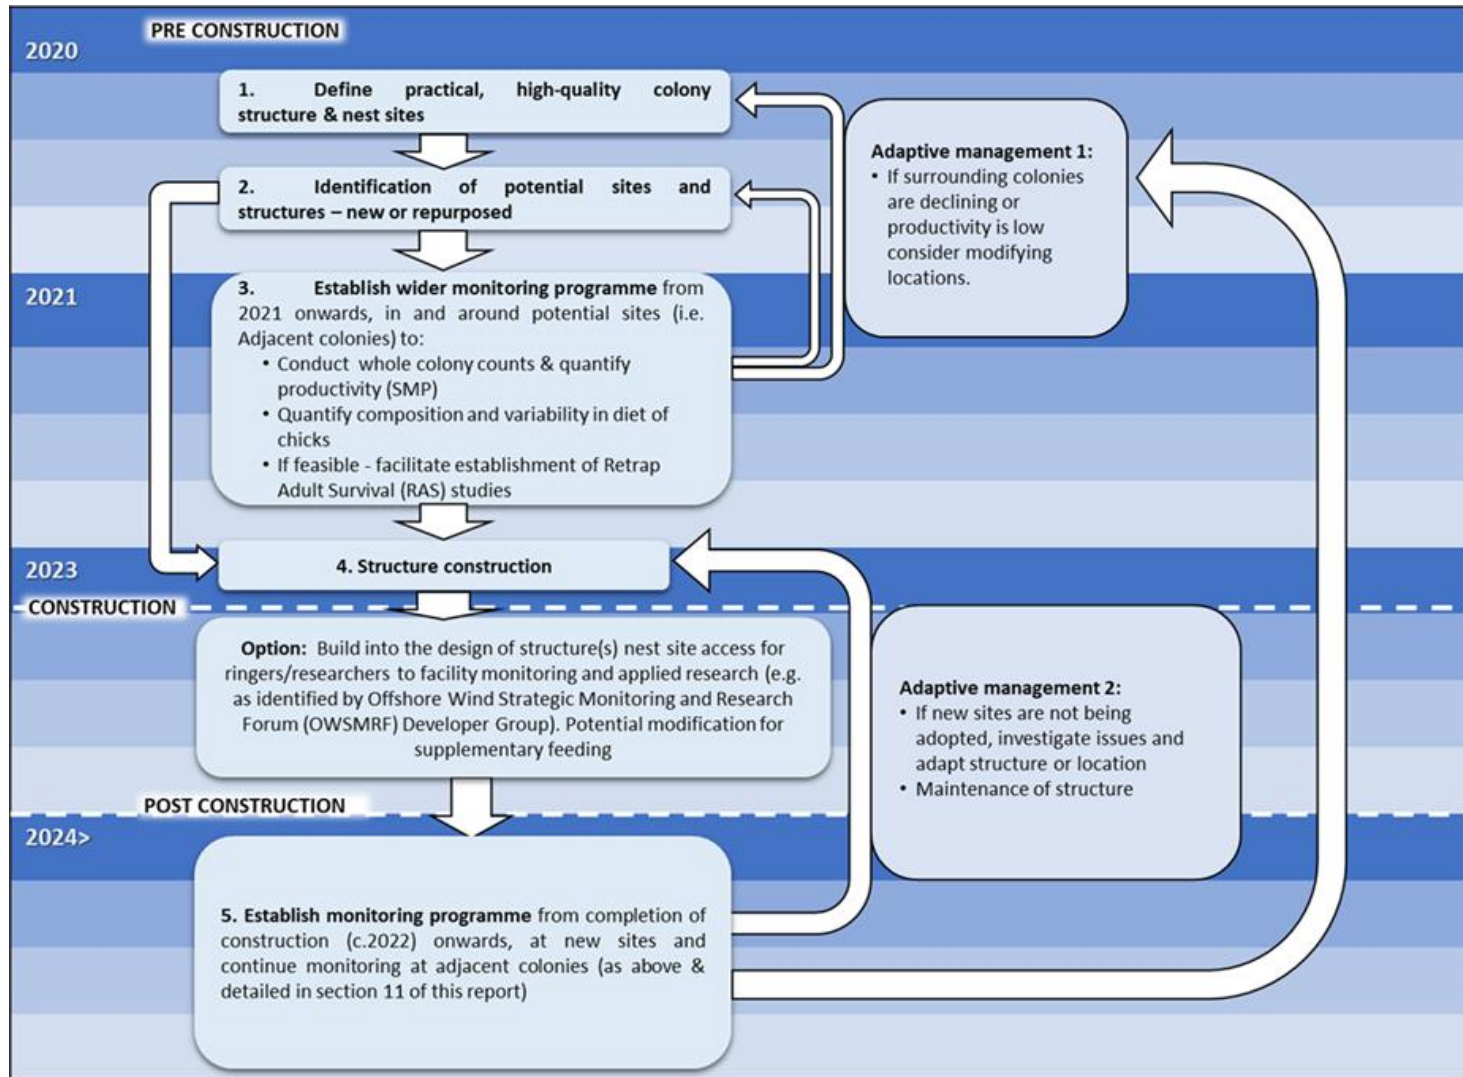 PRE CONSTRUCTION
2020
1. Define practical, high-quality colony
structure & nest sites
2. Identification of potential sites and
structures – new or repurposed
Adaptive management 1:
• If surrounding colonies
are declining or
productivity is low
consider modifying
locations.
2021
3. Establish wider monitoring programme from
2021 onwards, in and around potential sites (i.e.
Adjacent colonies) to:
• Conduct whole colony counts & quantify
productivity (SMP)
• Quantify composition and variability in diet of
chicks
• If feasible - facilitate establishment of Retrap
Adult Survival (RAS) studies
2023
4. Structure construction
CONSTRUCTION
Option: Build into the design of structure(s) nest site access for
ringers/researchers to facility monitoring and applied research (e.g.
as identified by Offshore Wind Strategic Monitoring and Research
Forum (OWSMRF) Developer Group). Potential modification for
supplementary feeding
Adaptive management 2:
• If new sites are not being
adopted, investigate issues and
adapt structure or location
• Maintenance of structure
POST CONSTRUCTION
2024>
5. Establish monitoring programme from completion of
construction (c.2022) onwards, at new sites and
continue monitoring at adjacent colonies (as above &
detailed in section 11 of this report)